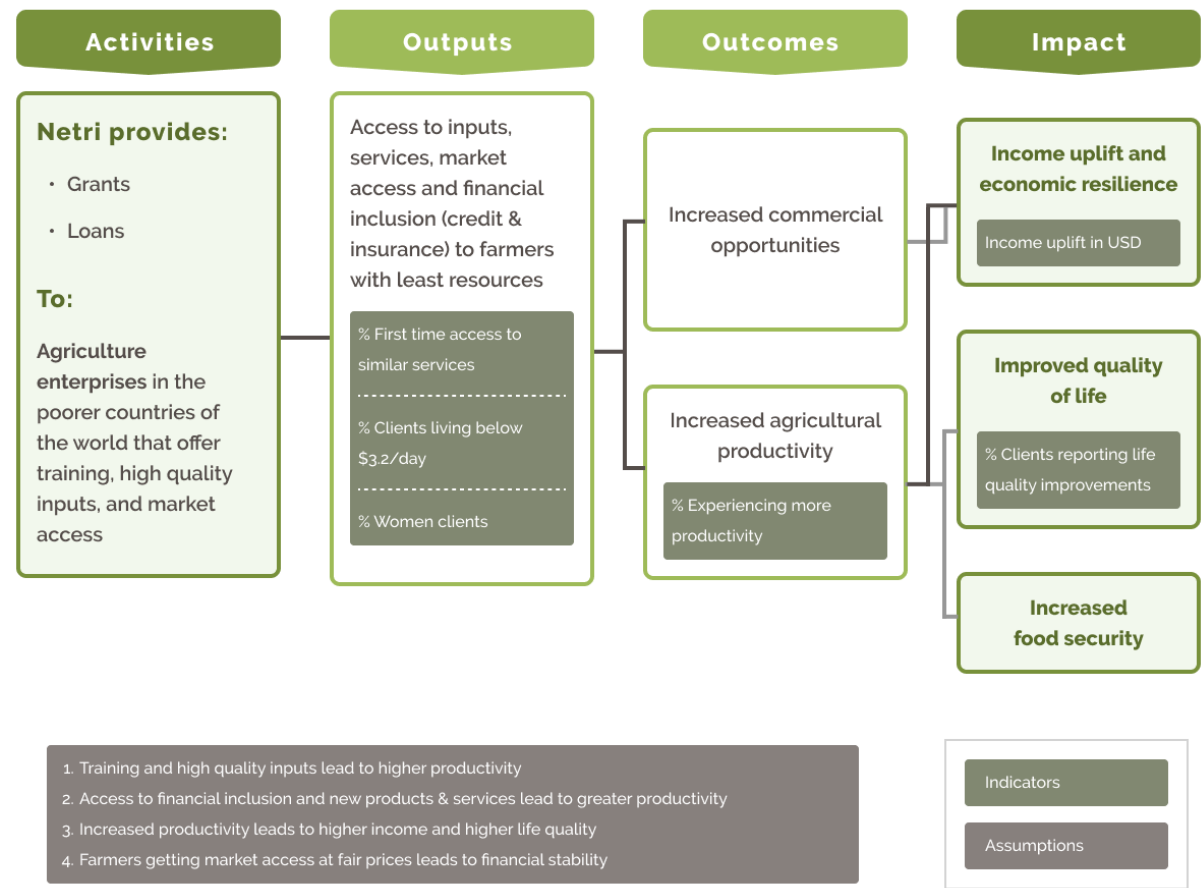 Activities
Outputs
Outcomes
Impact
Netri provides:
• Grants
• Loans
To:
Agriculture
enterprises in the
poorer countries of
the world that offer
training, high quality
inputs, and market
access
Access to inputs,
services, market
access and financial
inclusion (credit &
insurance) to farmers
with least resources
% First time access to
similar services
% Clients living below
$3.2/day
% Women clients
Increased commercial
opportunities
Increased agricultural
productivity
% Experiencing more
productivity
Income uplift and
economic resilience
Income uplift in USD
Improved quality
of life
% Clients reporting life
quality improvements
Increased
food security
1. Training and high quality inputs lead to higher productivity
2. Access to financial inclusion and new products & services lead to greater productivity
3. Increased productivity leads to higher income and higher life quality
4. Farmers getting market access at fair prices leads to financial stability
Indicators
Assumptions